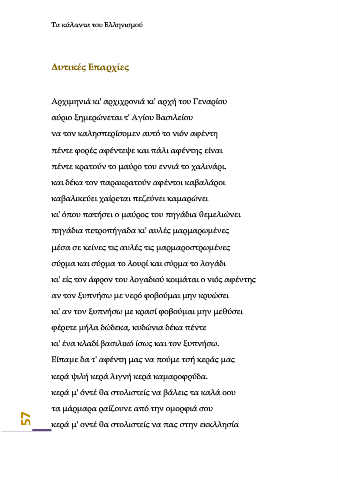 Τα κάλαντα του Ελληνισμού
Δυτικές Επαρχίες
Αρχιμηνιά κι' αρχιχρονιά κι' αρχή του Γεναρίου
αύριο ξημερώνεται τ' Αγίου Βασιλείου
να τον καλησπερίσομεν αυτό το νιόν αφέντη
πέντε φορές αφέντεψε και πάλι αφέντης είναι
πέντε κρατούν το μαύρο του εννιά το χαλινάρι,
και δέκα τον παρακρατούν αφέντοι καβαλάροι
καβαλικεύει χαίρεται πεζεύνει καμαρώνει
κι' όπου πατήσει ο μαύρος του πηγάδια θεμελιώνει
πηγάδια πετροπήγαδα κι' αυλές μαρμαρωμένες
μέσα σε κείνες τις αυλές τις μαρμαροστρωμένες
σύρμα και σύρμα το λουρί και σύρμα το λογάδι
κι' είς τον άφρον του λογαδιού κοιμάται ο νιός αφέντης
αν τον ξυπνήσω με νερό φοβούμαι μην κρυώσει
κι' αν τον ξυπνήσω με κρασί φοβούμαι μην μεθύσει
φέρετε μήλα δώδεκα, κυδώνια δέκα πέντε
κι' ένα κλαδί βασιλικό ίσως και τον ξυπνήσω.
Είπαμε δα τ' αφέντη μας να πούμε τσή κεράς μας
κερά ψιλή κερά λιγνή κερά καμαροφρύδα.
κερά μ' όντέ θα στολιστείς να βάλεις τα καλά σου
τα μάρμαρα ραΐζουνε από την ομορφιά σου
κερά μ' οντέ θα στολιστείς να πας στην εκκλησία
57